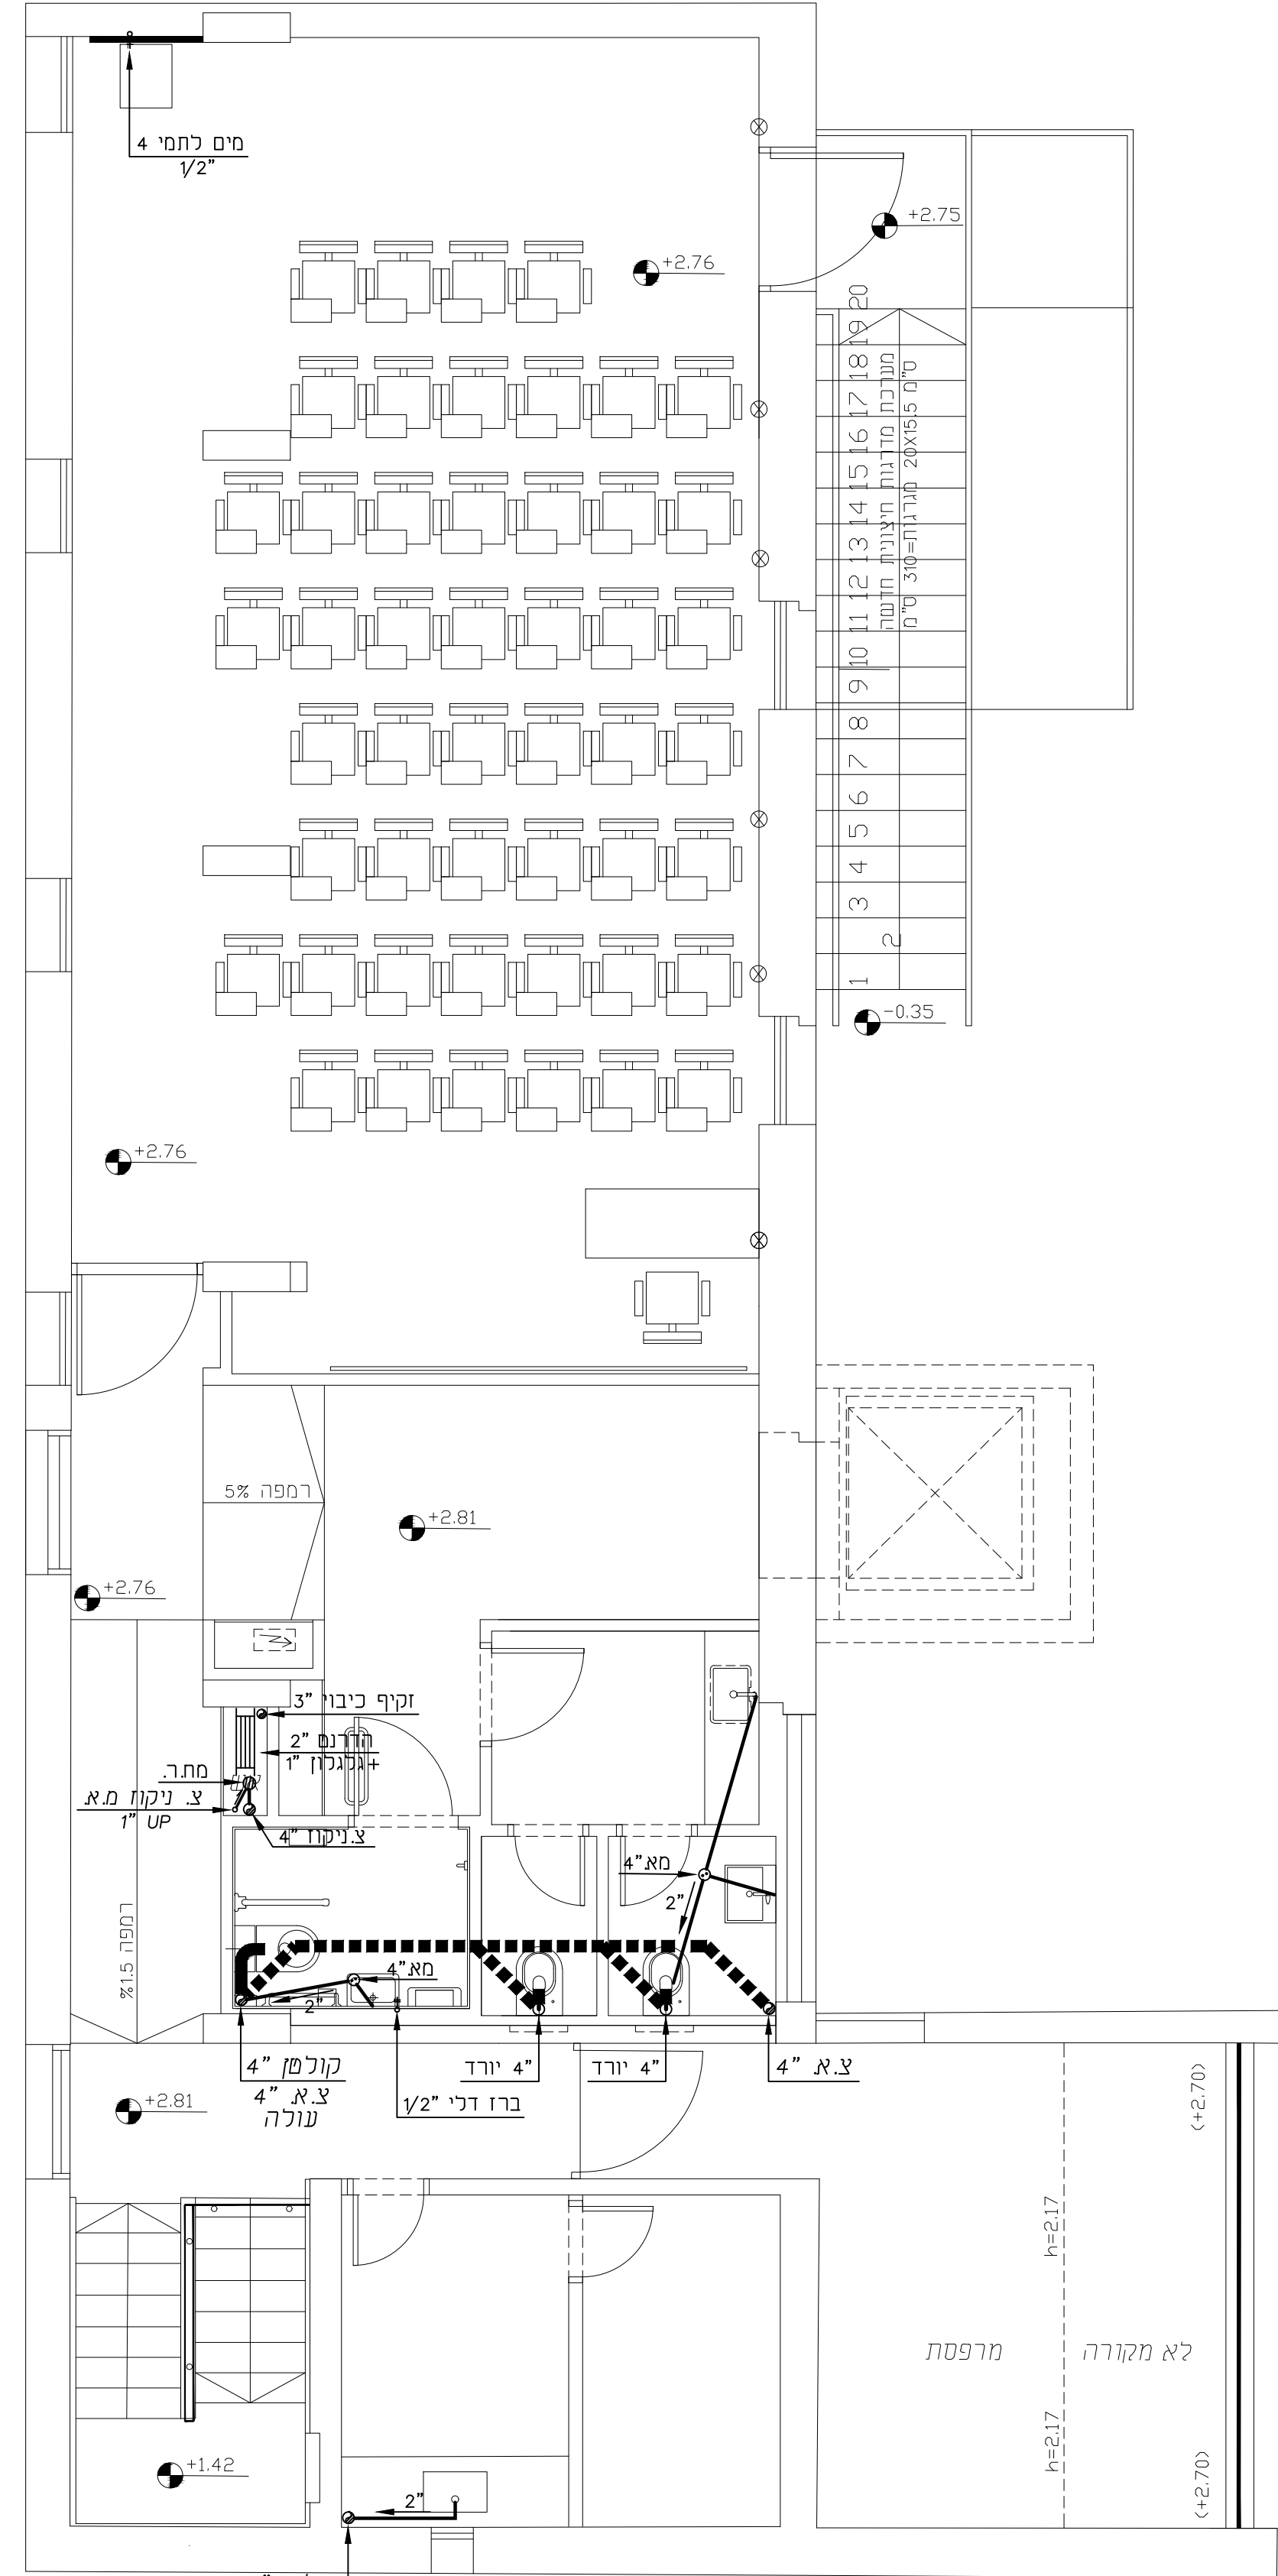 מים לתמי 4
1/2"
+2.75
+2.76
20
19
18
17
16
15
14
13
12
11
10
9
8
7
6
5
4
3
2
1
מערכת מדרגות חיצונית חדשה
20X15.5 ס"מ
310= ס"מ
-0.35
+2.76
רמפה 5%
+2.81
+2.76
זקיף כיבוי "3
הדרנט "2
+גלגלון "1
מח.ר.
צ. ניקוז מ.א.
1" UP
צ.ניקוז "4
מא."4
2"
רמפה 1.5%
מא."4
2"
קולטן "4
צ.א. "4
עולה
"4 יורד
"4 יורד
צ.א. "4
ברז דלי "1/2
+2.81
(+2.70)
h=2.17
מרפסת
לא מקורה
h=2.17
(+2.70)
+1.42
2"